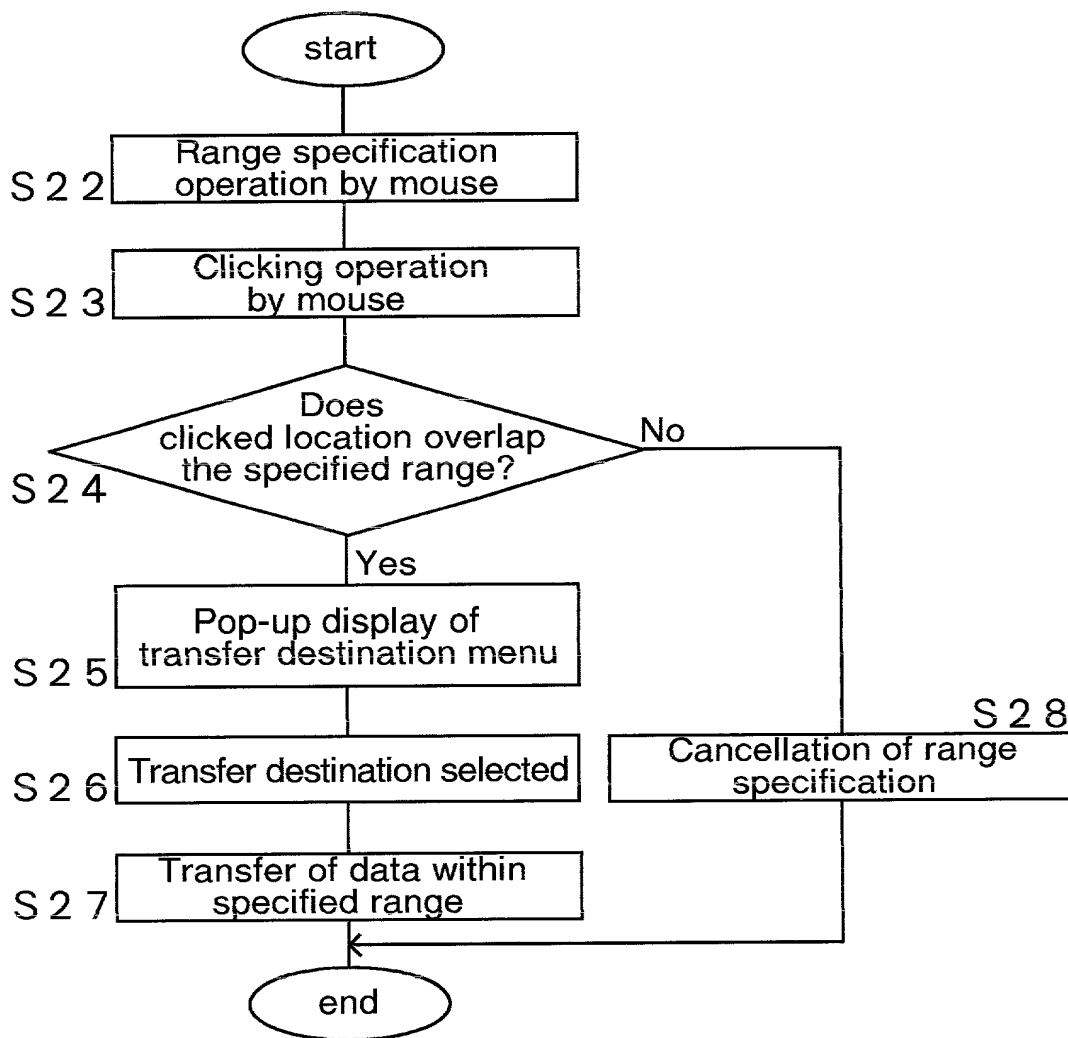 start
Range specification
operation by mouse
S22
Clicking operation
by mouse
S23
Does
clicked location overlap
the specified range?
No
S24
Yes
Pop-up display of
transfer destination menu
S25
S28
Transfer destination selected
S26
Cancellation of range
specification
Transfer of data within
specified range
S27
end